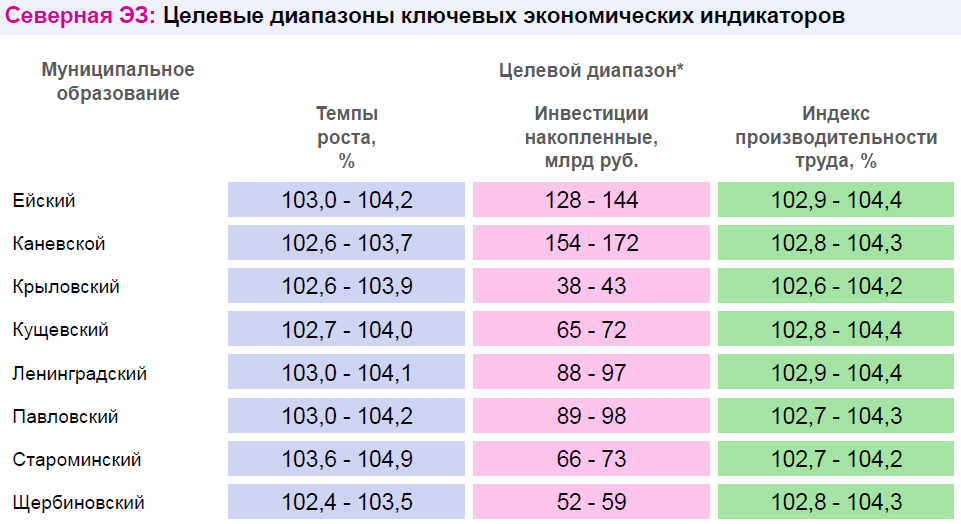 Северная ЭЗ: Целевые диапазоны ключевых экономических индикаторов
Муниципальное
образование
Целевой диапазон*
Темпы
роста,
%
Инвестиции
накопленные,
млрд руб.
Индекс
производительности
труда, %
Ейский 103,0 - 104,2 128 - 144 102,9 - 104,4
Каневской 102,6 - 103,7 154 - 172 102,8 - 104,3
Крыловский 102,6 - 103,9 38 - 43 102,6 - 104,2
Кущевский 102,7 - 104,0 65 - 72 102,8 - 104,4
Ленинградский 103,0 - 104,1 88 - 97 102,9 - 104,4
Павловский 103,0 - 104,2 89 - 98 102,7 - 104,3
Староминский 103,6 - 104,9 66 - 73 102,7 - 104,2
Щербиновский 102,4 - 103,5 52 - 59 102,8 - 104,3